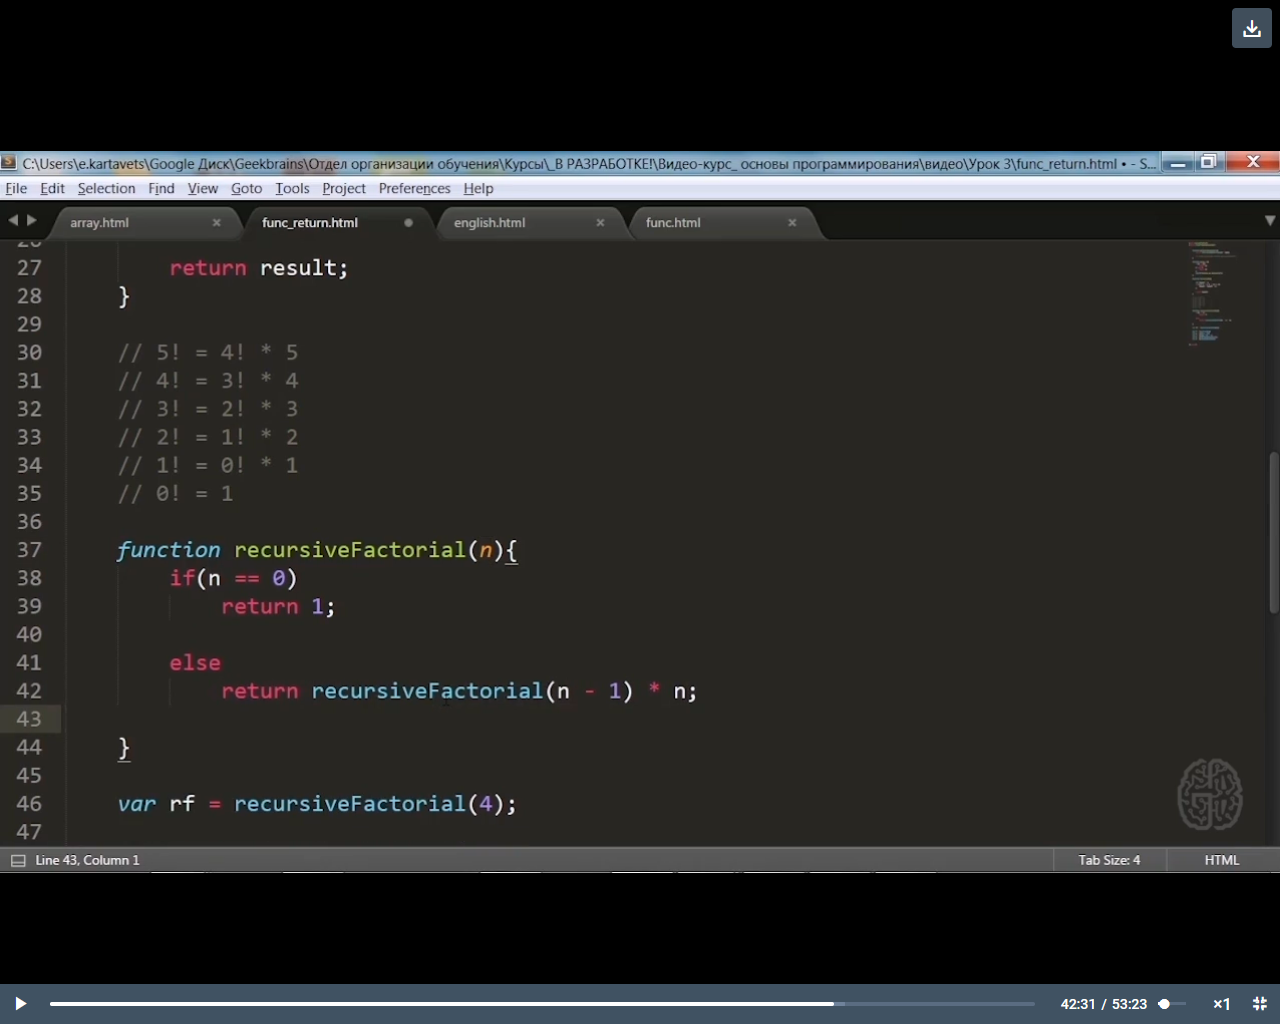 C:\Users\e.kartavets\Google Диск\Geekbrains\Отдел организации обучения\Курсы\_В РАЗРАБОТКЕ!\Видео-курс_ основы программирования\видео\Урок 3\func_return.html • - S...
File Edit Selection Find View Goto Tools Project Preferences Help
array.html func_return.html english.html func.html
27 return result;
28 }
29
30 // 5! = 4! * 5
31 // 4! = 3! * 4
32 // 3! = 2! * 3
33 // 2! = 1! * 2
34 // 1! = 0! * 1
35 // 0! = 1
36
37 function recursiveFactorial(n){
38 if(n == 0)
39 return 1;
40
41 else
42 return recursiveFactorial(n - 1) * n;
43
44 }
45
46 var rf = recursiveFactorial(4);
47
Line 43, Column 1 Tab Size: 4 HTML
42:31 / 53:23 ×1